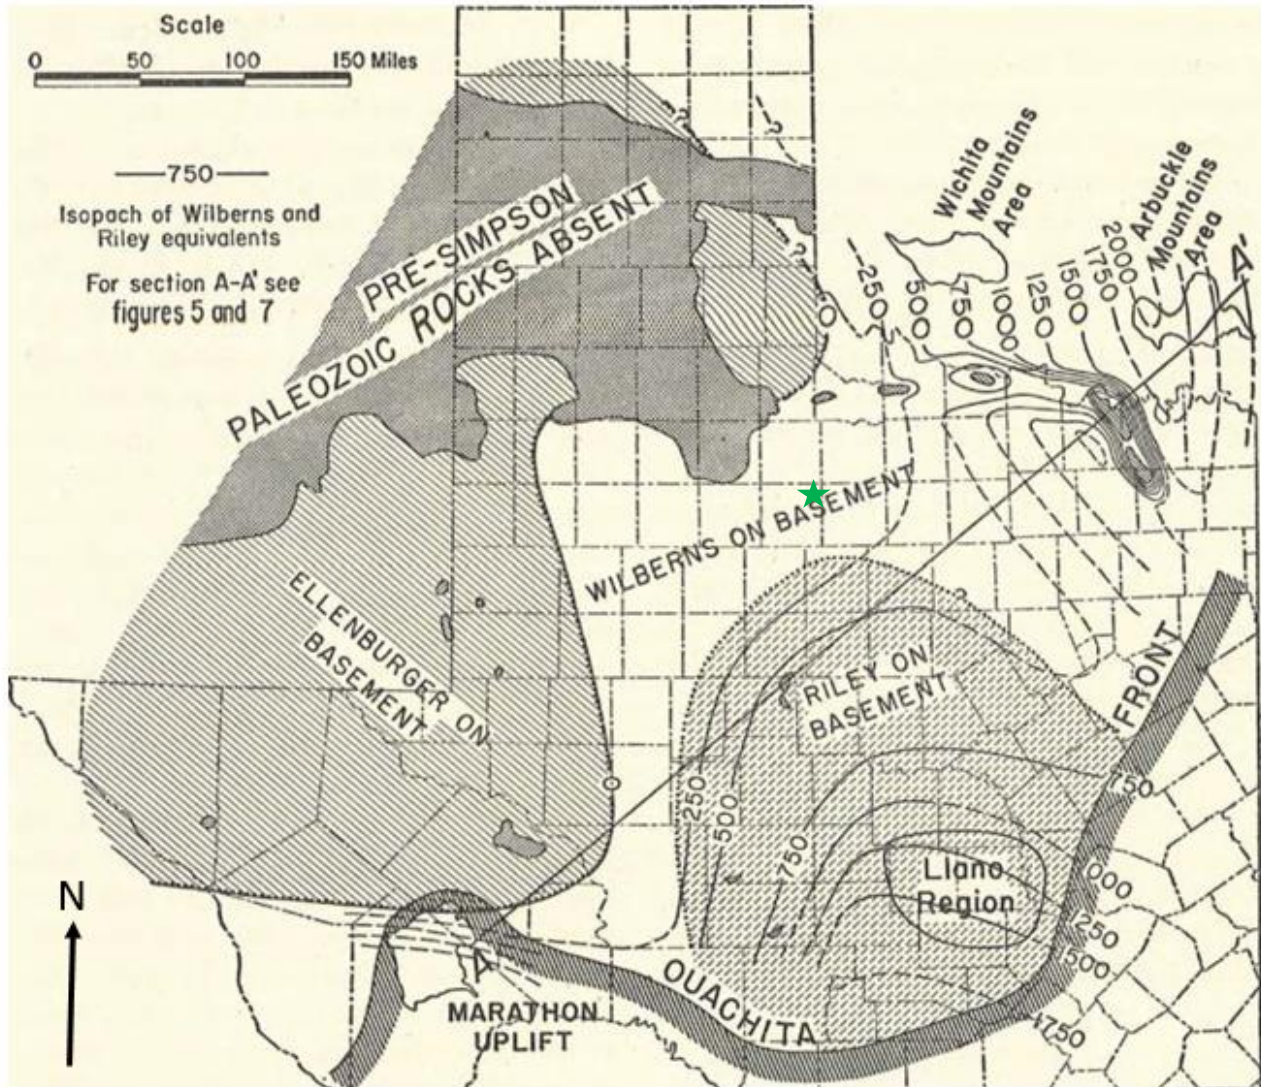 Scale
0 50 100 150 Miles
750
Isopach of Wilberns and
Riley equivalents
For section A-A' see
figures 5 and 7
PRE-SIMPSON
PALEOZOIC ROCKS ABSENT
?
?
?
Wichita
Mountains
Area
Arbuckle
Mountains
Area
A'
0
250
500
750
1000
1250
1500
1750
2000
WILBERNS ON BASEMENT
ELLENBURGER ON
BASEMENT
?
RILEY ON
BASEMENT
FRONT
0
250
500
750
750
Llano
Region
000
1250
1500
1750
N
A
MARATHON
UPLIFT
OUACHITA